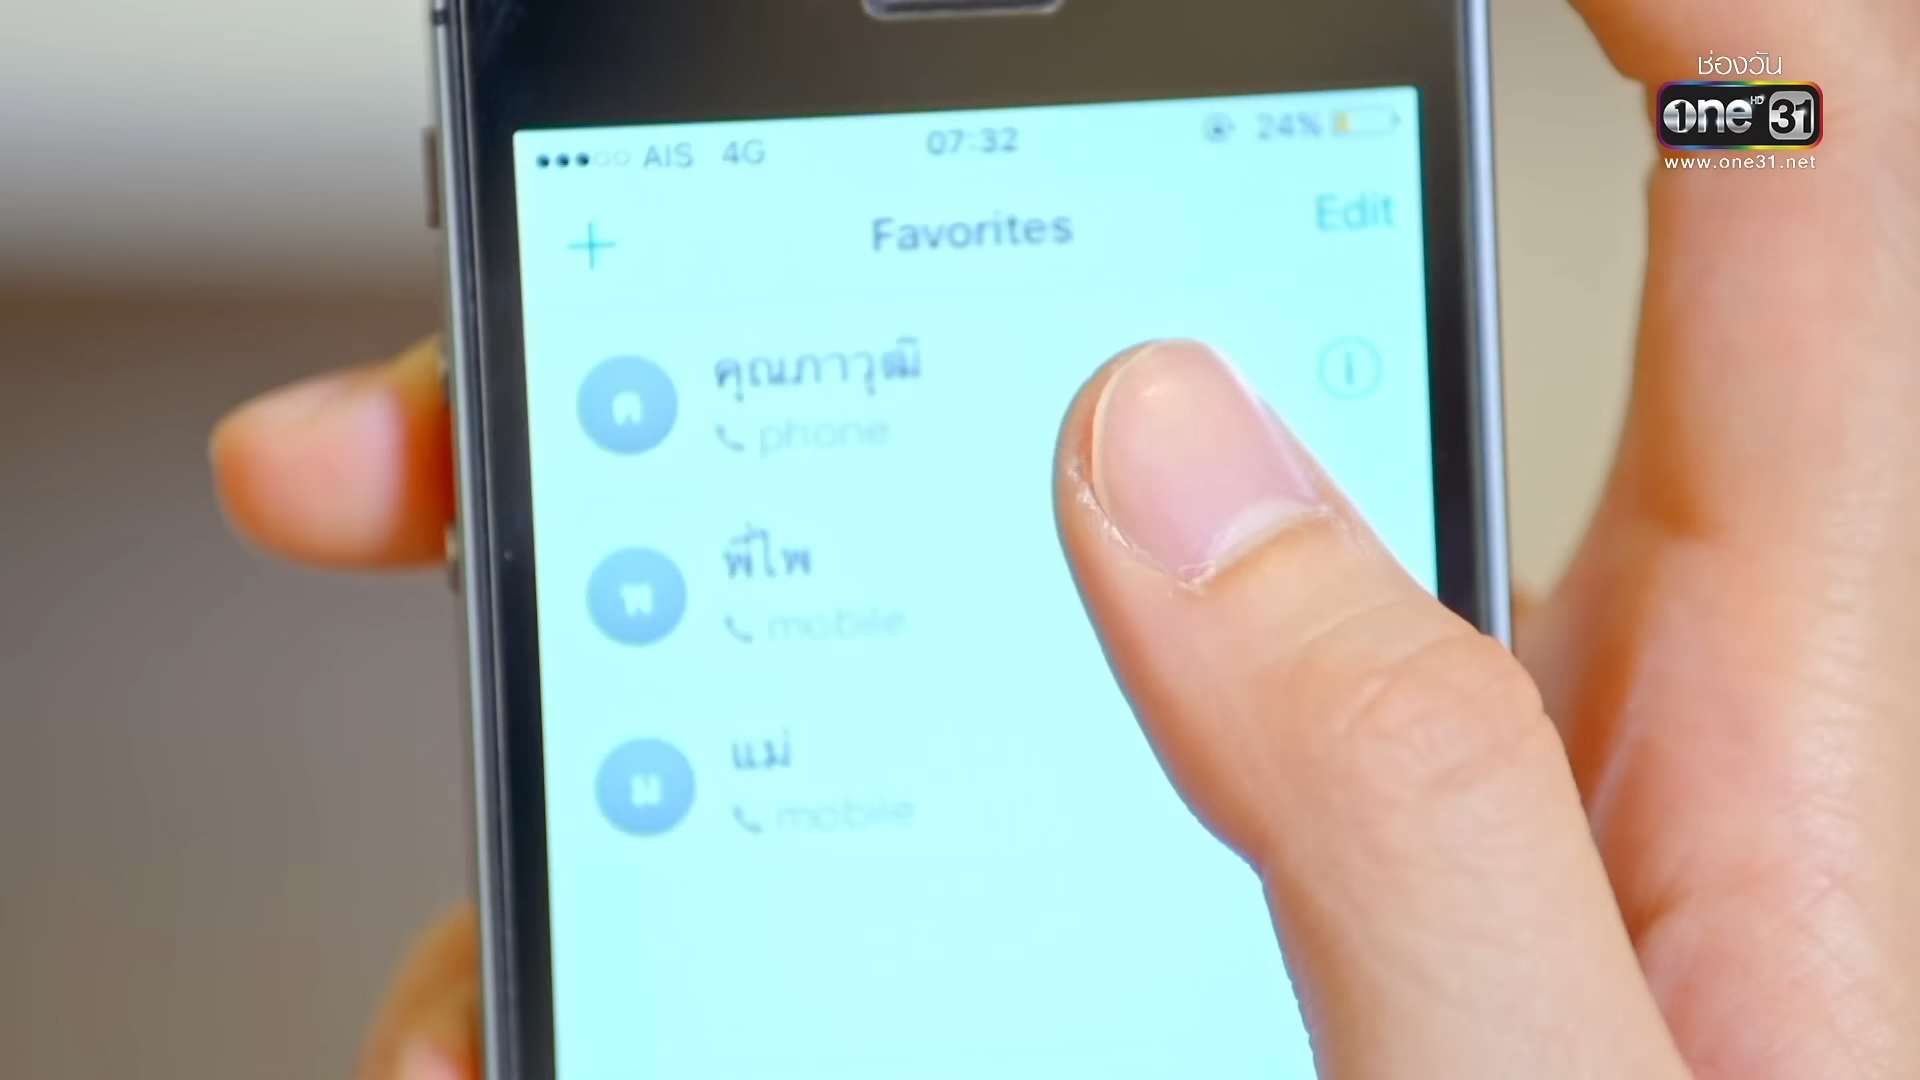 ช่องวัน
one HD 31
www.one31.net
AIS 4G 07:32 24%
+ Favorites Edit
ค คุณภาวุฒิ i
phone
พ พี่ไพ
mobile
ม แม่
mobile